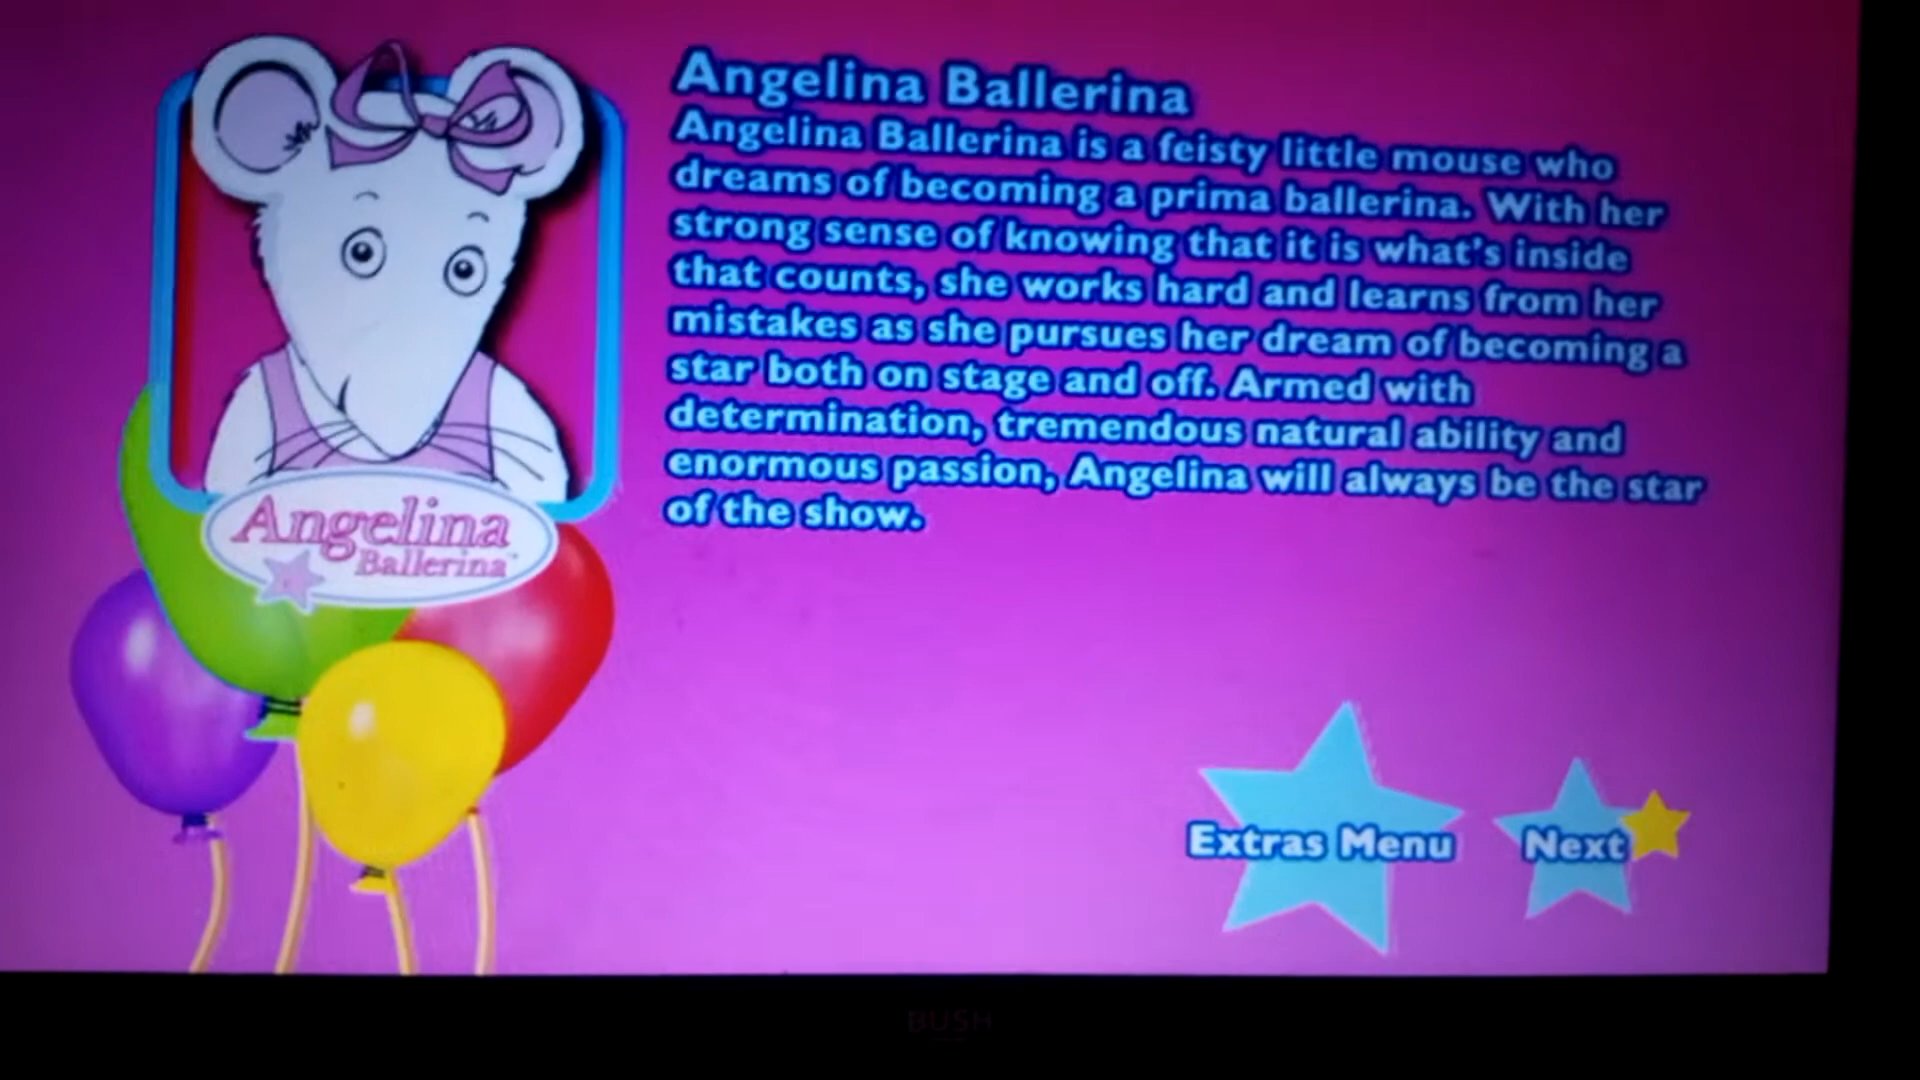 Angelina Ballerina
Angelina Ballerina is a feisty little mouse who
dreams of becoming a prima ballerina. With her
strong sense of knowing that it is what's inside
that counts, she works hard and learns from her
mistakes as she pursues her dream of becoming a
star both on stage and off. Armed with
determination, tremendous natural ability and
enormous passion, Angelina will always be the star
of the show.
Angelina
Ballerina™
Extras Menu
Next
BUSH